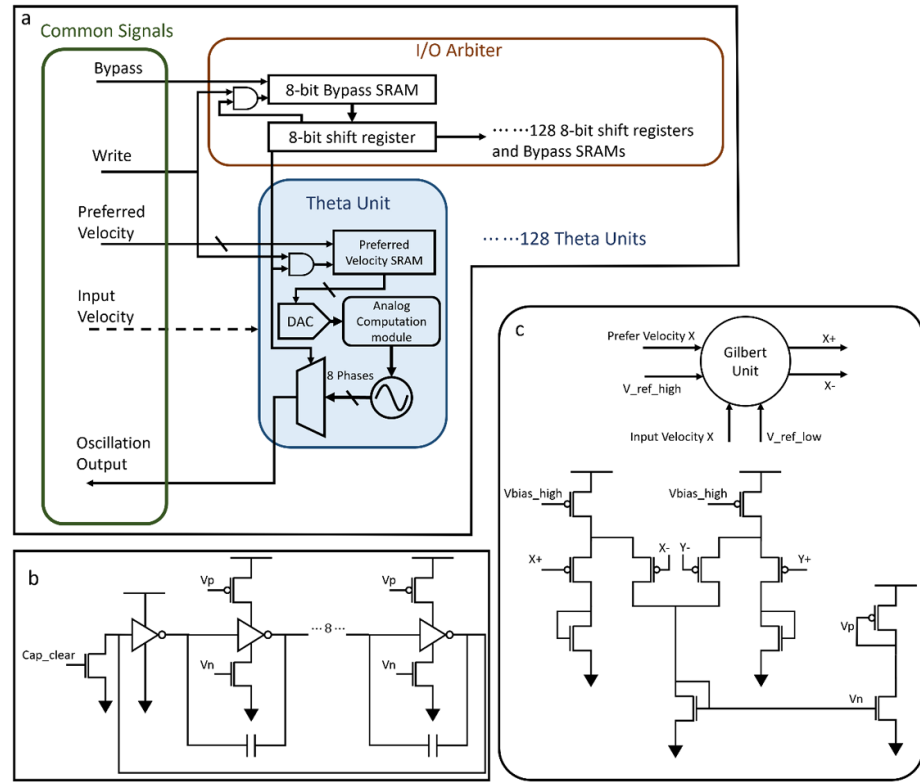 a
Common Signals
I/O Arbiter
Bypass
8-bit Bypass SRAM
8-bit shift register
⋯⋯128 8-bit shift registers
and Bypass SRAMs
Write
Theta Unit
Preferred
Velocity
Preferred
Velocity SRAM
⋯⋯128 Theta Units
Input
Velocity
DAC
Analog
Computation
module
8 Phases
Oscillation
Output
b
Vp
Vp
⋯8⋯
Cap_clear
Vn
Vn
c
Prefer Velocity X
Gilbert
Unit
X+
X-
V_ref_high
Input Velocity X
V_ref_low
Vbias_high
Vbias_high
X+
X-
Y-
Y+
Vp
Vn